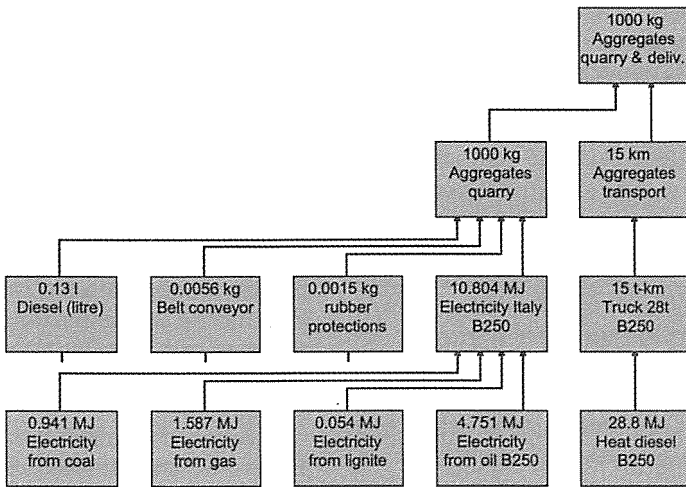 1000 kg
Aggregates
quarry & deliv.
1000 kg
Aggregates
quarry
15 km
Aggregates
transport
0.13 l
Diesel (litre)
0.0056 kg
Belt conveyor
0.0015 kg
rubber
protections
10.804 MJ
Electricity Italy
B250
15 t-km
Truck 28t
B250
0.941 MJ
Electricity
from coal
1.587 MJ
Electricity
from gas
0.054 MJ
Electricity
from lignite
4.751 MJ
Electricity
from oil B250
28.8 MJ
Heat diesel
B250